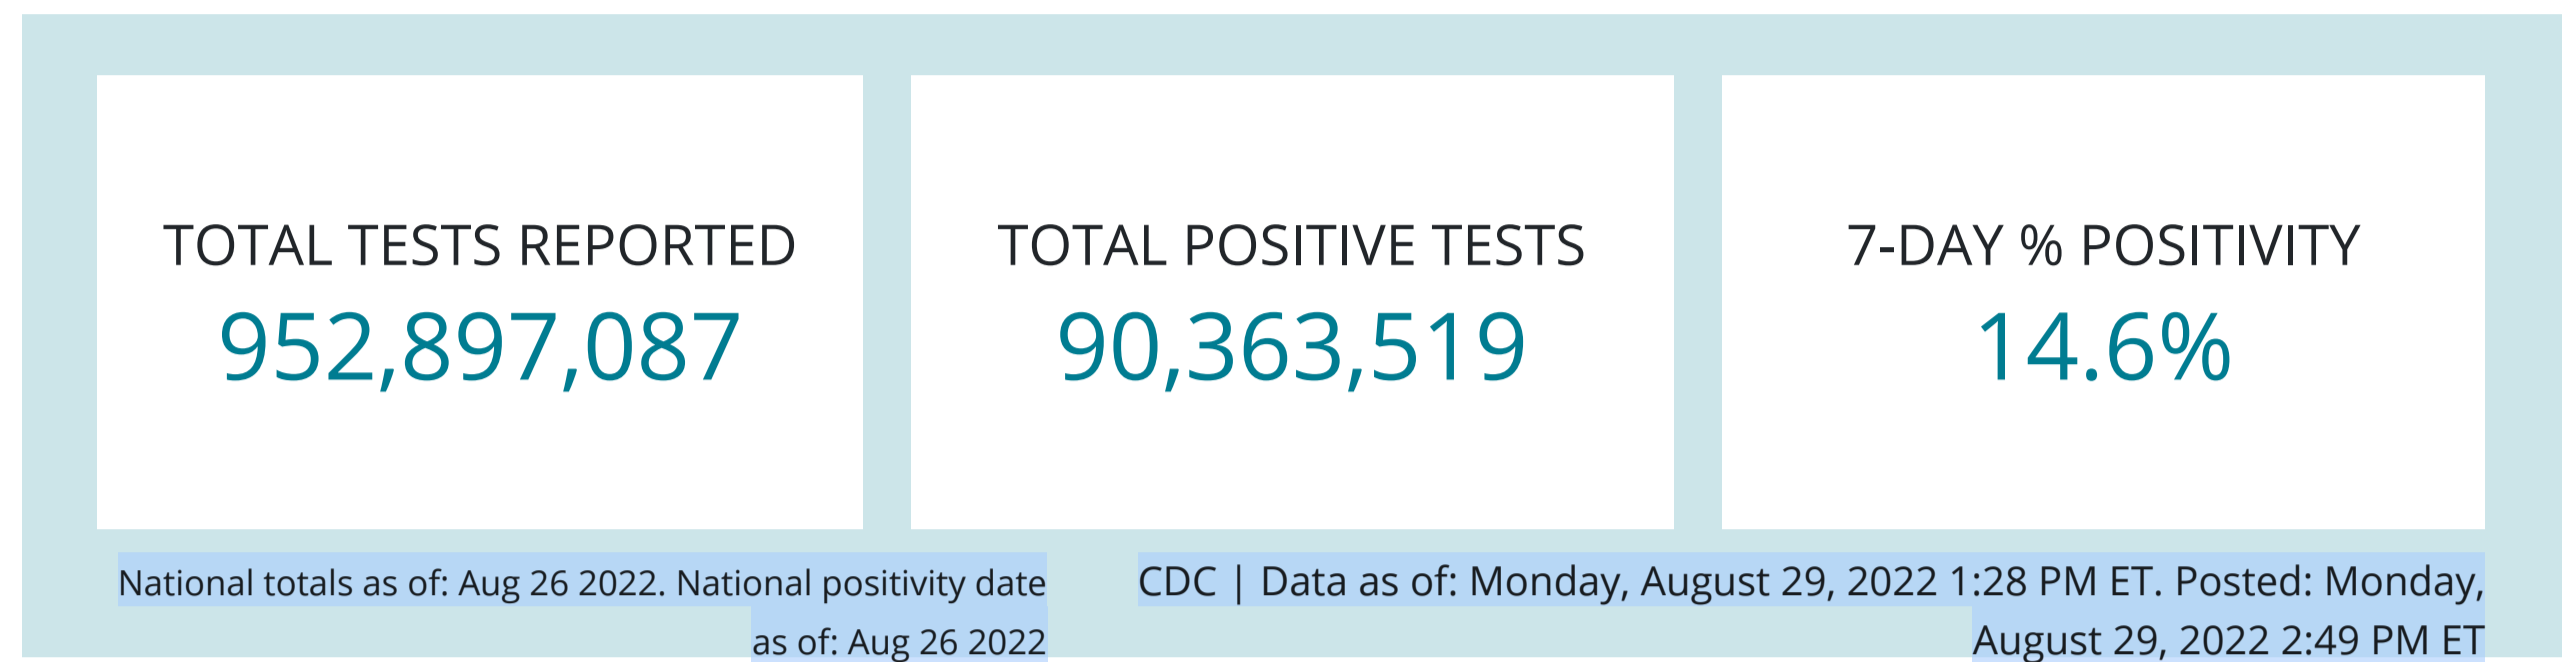 TOTAL TESTS REPORTED
952,897,087
TOTAL POSITIVE TESTS
90,363,519
7-DAY % POSITIVITY
14.6%
National totals as of: Aug 26 2022. National positivity date
as of: Aug 26 2022
CDC | Data as of: Monday, August 29, 2022 1:28 PM ET. Posted: Monday,
August 29, 2022 2:49 PM ET